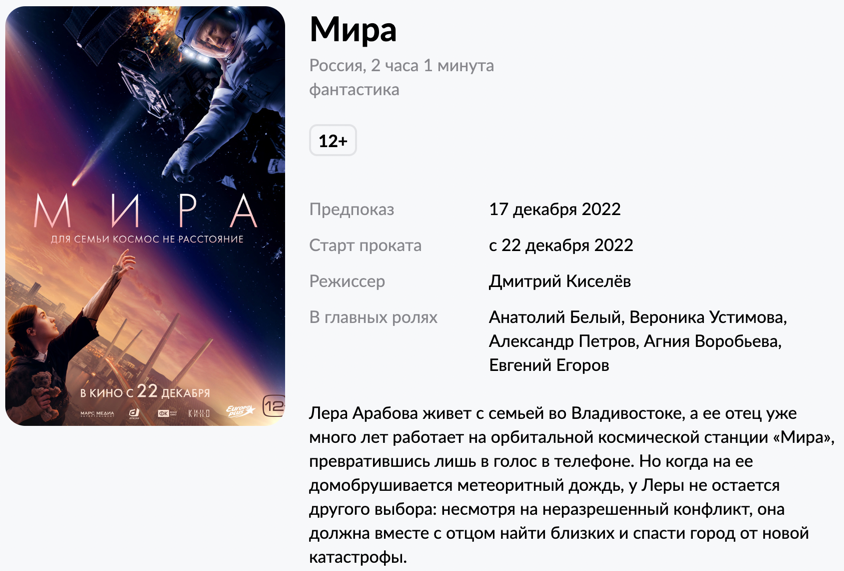 Мира
Россия, 2 часа 1 минута
фантастика
12+
Предпоказ 17 декабря 2022
Старт проката с 22 декабря 2022
Режиссер Дмитрий Киселёв
В главных ролях Анатолий Белый, Вероника Устимова,
Александр Петров, Агния Воробьева,
Евгений Егоров
Лера Арабова живет с семьей во Владивостоке, а ее отец уже
много лет работает на орбитальной космической станции «Мира»,
превратившись лишь в голос в телефоне. Но когда на ее
домобрушивается метеоритный дождь, у Леры не остается
другого выбора: несмотря на неразрешенный конфликт, она
должна вместе с отцом найти близких и спасти город от новой
катастрофы.
МИРА
ДЛЯ СЕМЬИ КОСМОС НЕ РАССТОЯНИЕ
В КИНО С 22 ДЕКАБРЯ
МАРС МЕДИА
КИНО
12